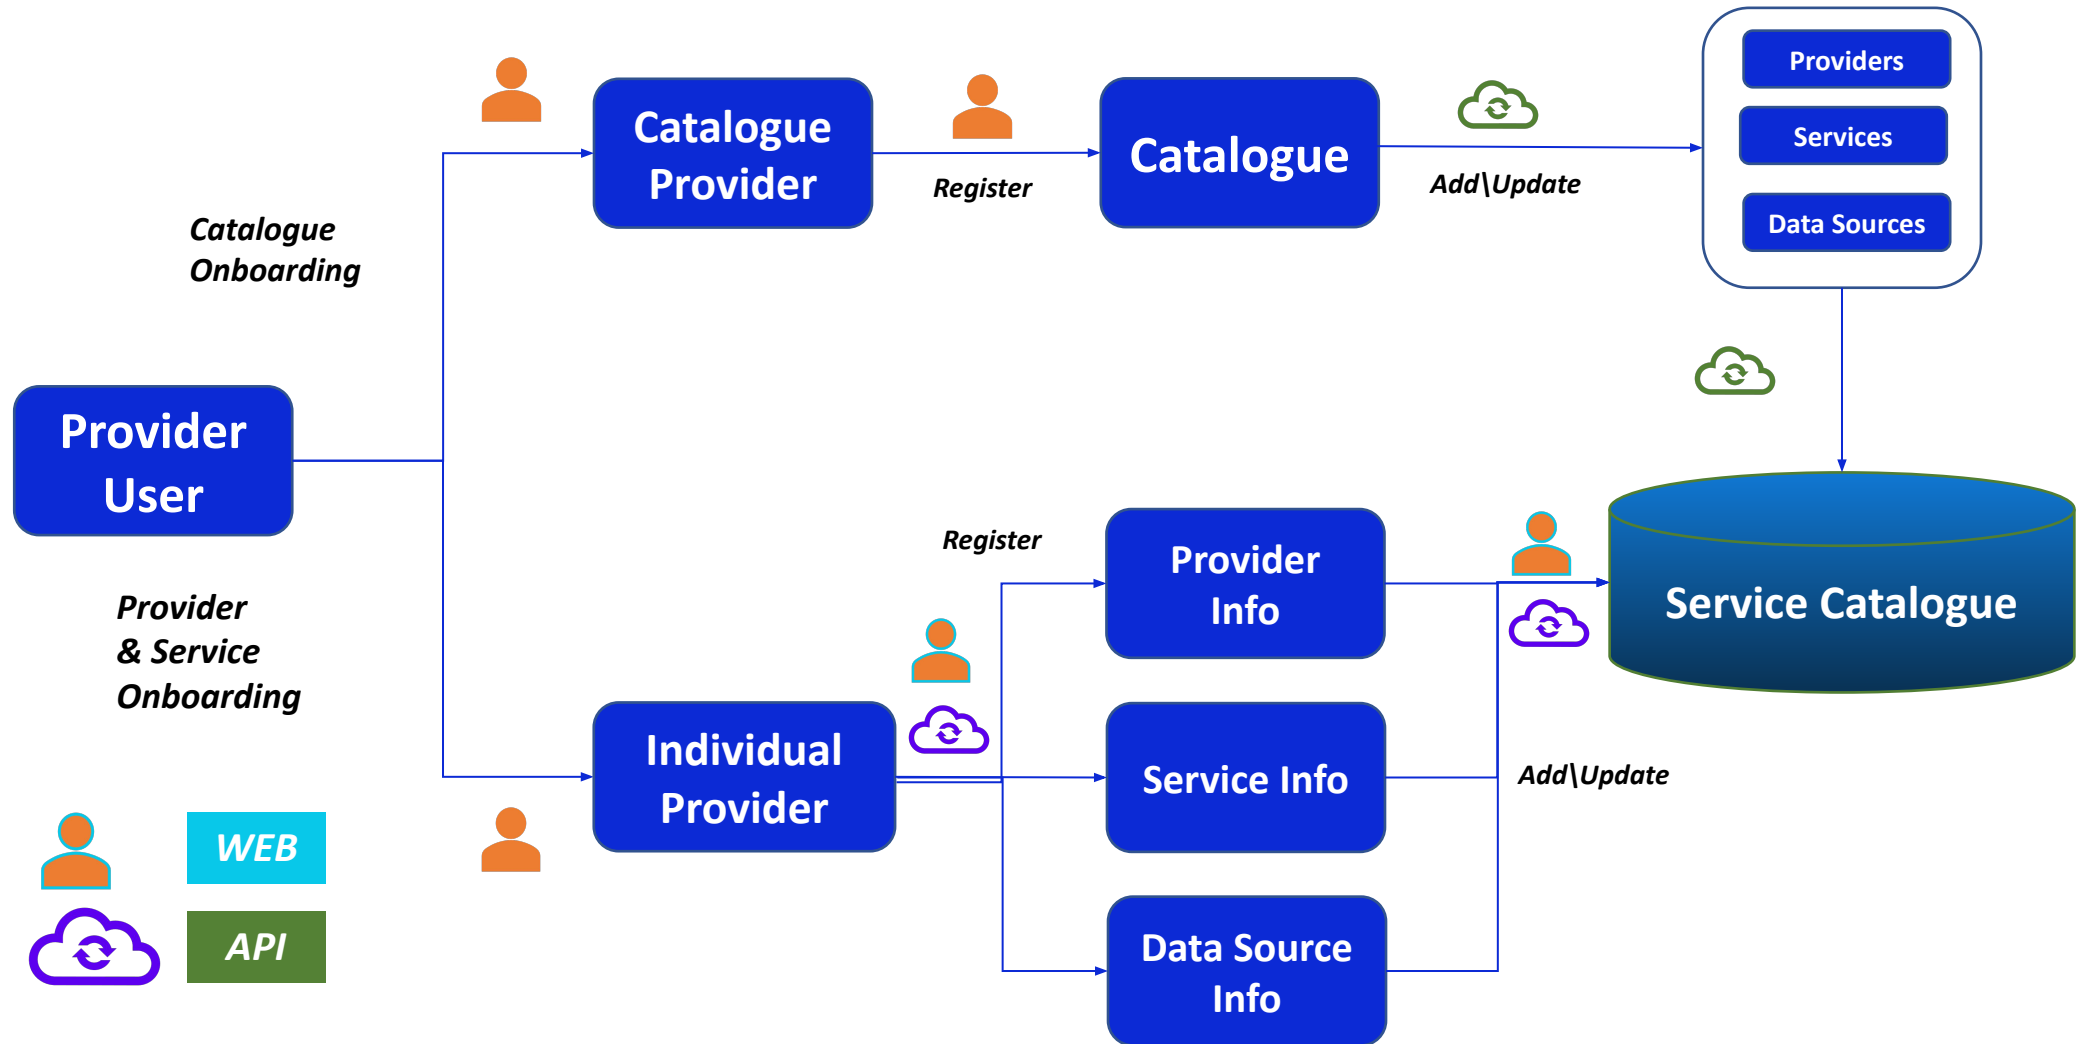 Providers
Services
Data Sources
Catalogue
Provider
Register
Catalogue
Add\Update
Catalogue
Onboarding
Provider
User
Provider
& Service
Onboarding
Register
Provider
Info
Service Catalogue
Individual
Provider
Service Info
Add\Update
Data Source
Info
WEB
API